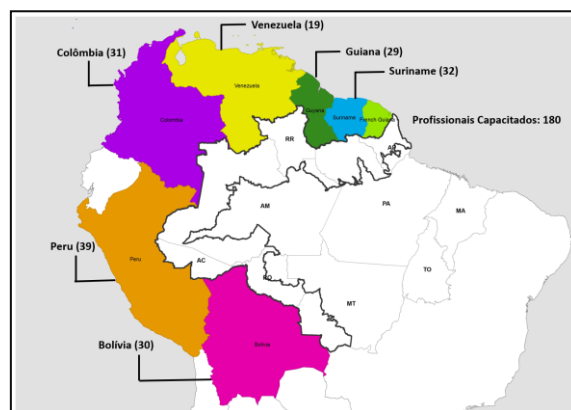 Venezuela (19)
Colômbia (31)
Guiana (29)
Suriname (32)
Venezuela
Colombia
Guyana
Suriname
French Guiana
Profissionais Capacitados: 180
RR
AP
AM
PA
MA
Peru (39)
Peru
AC
RO
TO
MT
Bolívia (30)
Bolivia